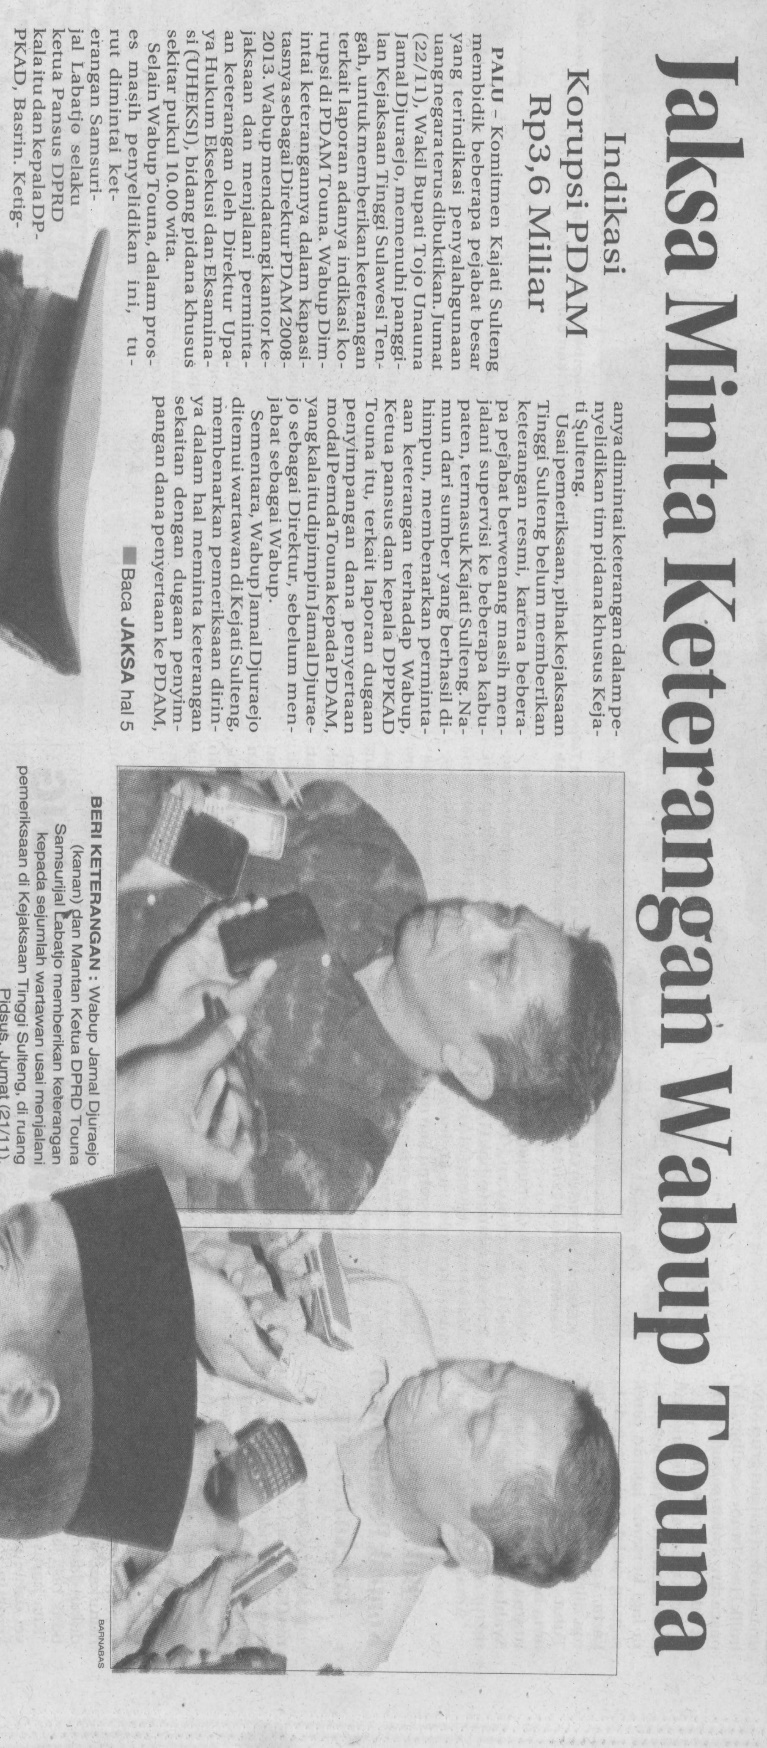 Jaksa Minta Keterangan Wabup Touna
Indikasi
Korupsi PDAM
Rp3,6 Miliar
PALU – Komitmen Kajati Sulteng
membidik beberapa pejabat besar
yang terindikasi penyalahgunaan
uang negara terus dibuktikan. Jumat
(22/11), Wakil Bupati Tojo Unauna
Jamal Djuraejo, memenuhi panggi-
lan Kejaksaan Tinggi Sulawesi Ten-
gah, untuk memberikan keterangan
terkait laporan adanya indikasi ko-
rupsi di PDAM Touna. Wabup Dim-
intai keterangannya dalam kapasi-
tasnya sebagai Direktur PDAM 2008-
2013. Wabup mendatangi kantor ke-
jaksaan dan menjalani perminta-
an keterangan oleh Direktur Upa-
ya Hukum Eksekusi dan Eksamina-
si (UHEKSI), bidang pidana khusus
sekitar pukul 10.00 wita.
Selain Wabup Touna, dalam pros-
es masih penyelidikan ini, tu-
rut dimintai ket-
erangan Samsuri-
jal Labatjo selaku
ketua Pansus DPRD
kala itu dan kepala DP-
PKAD, Basrin. Ketig-
anya dimintai keterangan dalam pe-
nyelidikan tim pidana khusus Keja-
ti Sulteng.
Usai pemeriksaan, pihak kejaksaan
Tinggi Sulteng belum memberikan
keterangan resmi, karena bebera-
pa pejabat berwenang masih men-
jalani supervisi ke beberapa kabu-
paten, termasuk Kajati Sulteng. Na-
mun dari sumber yang berhasil di-
himpun, membenarkan perminta-
aan keterangan terhadap Wabup,
Ketua pansus dan kepala DPPKAD
Touna itu, terkait laporan dugaan
penyimpangan dana penyertaan
modal Pemda Touna kepada PDAM,
yang kala itu dipimpin Jamal Djurae-
jo sebagai Direktur, sebelum men-
jabat sebagai Wabup.
Sementara, Wabup Jamal Djuraejo
ditemui wartawan di Kejati Sulteng,
membenarkan pemeriksaan dirin-
ya dalam hal meminta keterangan
sekaitan dengan dugaan penyim-
pangan dana penyertaan ke PDAM,
Baca JAKSA hal 5
BERI KETERANGAN : Wabup Jamal Djuraejo
(kanan) dan Mantan Ketua DPRD Touna
Samsurijal Labatjo memberikan keterangan
kepada sejumlah wartawan usai menjalani
pemeriksaan di Kejaksaan Tinggi Sulteng, di ruang
Pidsus, Jumat (21/11).
BARNABAS